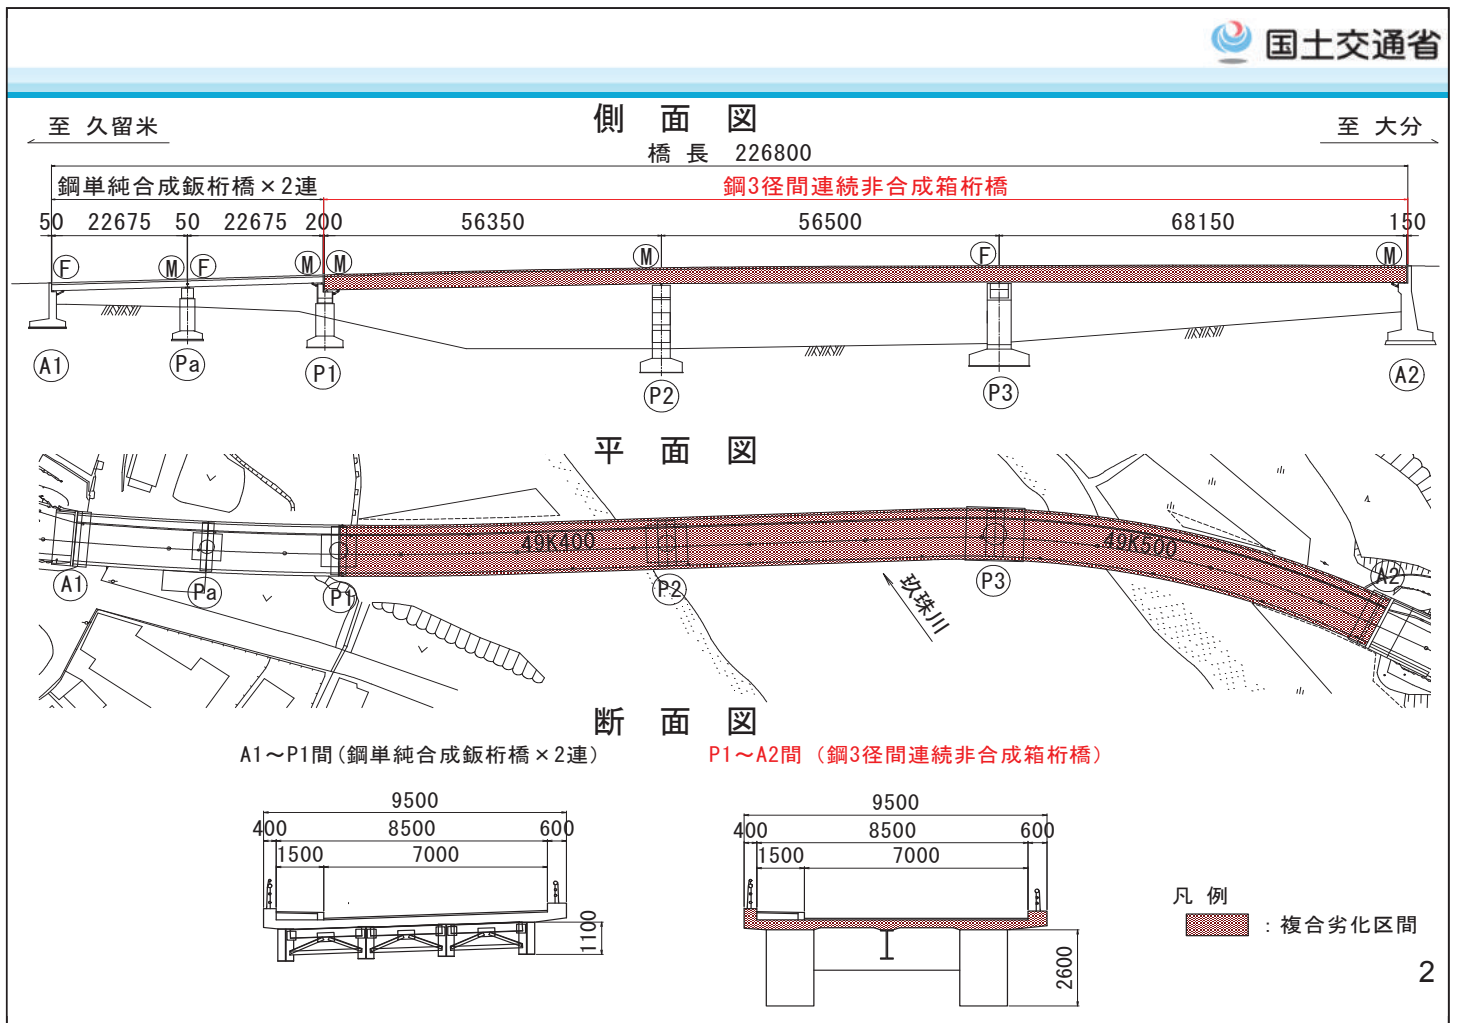 国土交通省
側面図
至 久留米
至 大分
橋長 226800
鋼単純合成鈑桁橋×2連
鋼3径間連続非合成箱桁橋
50 22675 50 22675 200 56350 56500 68150 150
F M F M M M F M
A1 Pa P1 P2 P3 A2
平面図
49K400 49K500
A1 Pa P1 P2 P3 A2
玖珠川
断面図
A1～P1間(鋼単純合成鈑桁橋×2連)
P1～A2間 (鋼3径間連続非合成箱桁橋)
9500
400 8500 600
1500 7000
1100
9500
400 8500 600
1500 7000
2600
凡例
：複合劣化区間
2